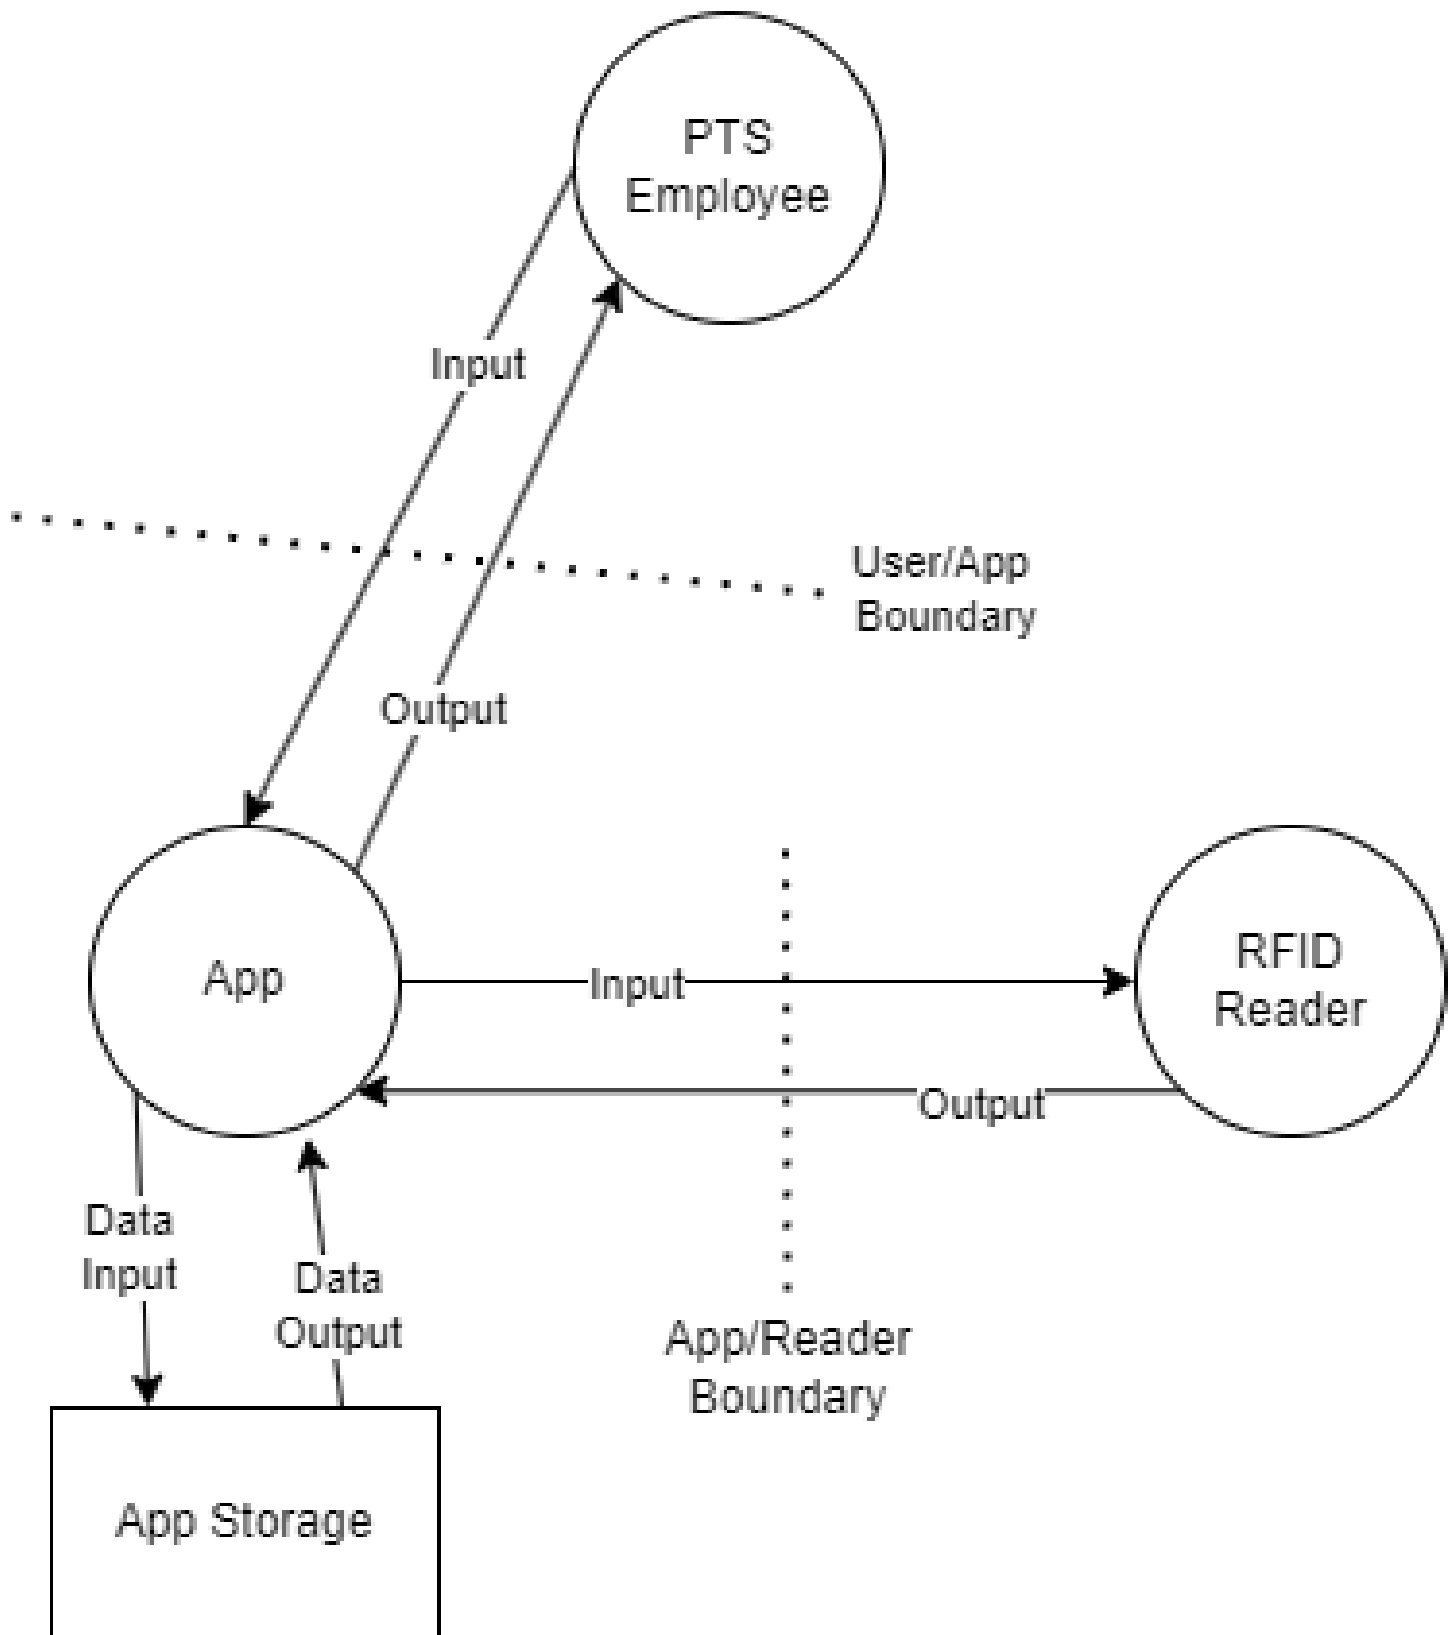 PTS
Employee
Input
User/App
Boundary
Output
App
Input
RFID
Reader
Output
Data
Input
Data
Output
App/Reader
Boundary
App Storage